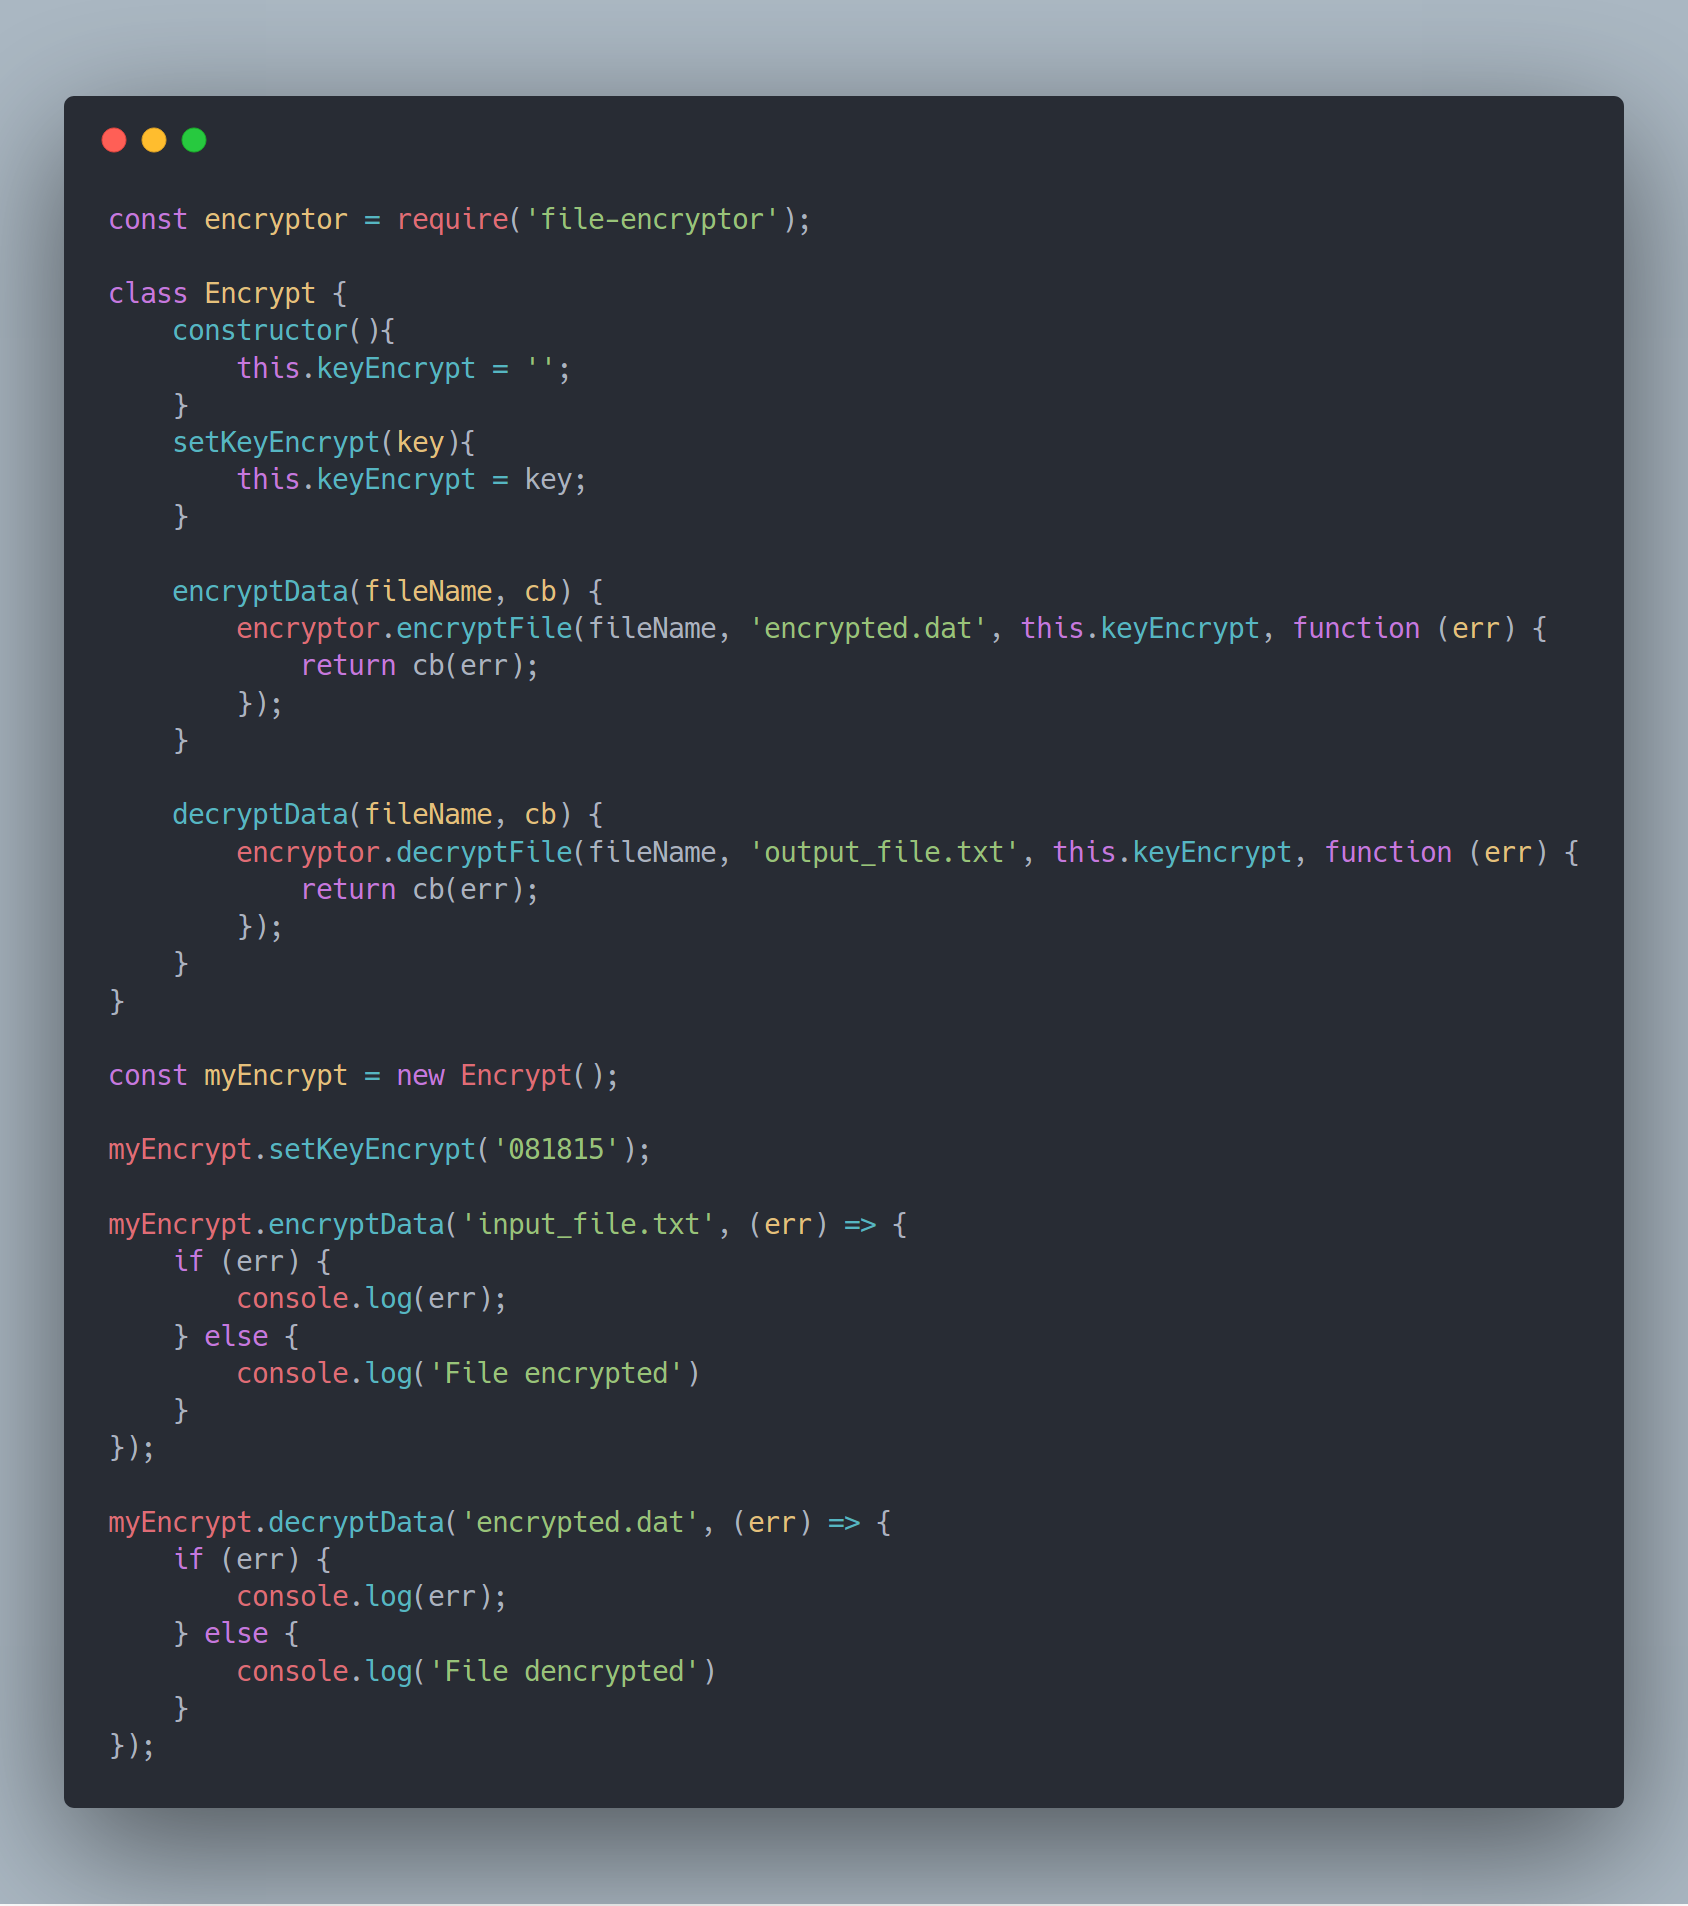 const encryptor = require('file-encryptor');

class Encrypt {
    constructor(){
        this.keyEncrypt = '';
    }
    setKeyEncrypt(key){
        this.keyEncrypt = key;
    }

    encryptData(fileName, cb) {
        encryptor.encryptFile(fileName, 'encrypted.dat', this.keyEncrypt, function (err) {
            return cb(err);
        });
    }

    decryptData(fileName, cb) {
        encryptor.decryptFile(fileName, 'output_file.txt', this.keyEncrypt, function (err) {
            return cb(err);
        });
    }
}

const myEncrypt = new Encrypt();

myEncrypt.setKeyEncrypt('081815');

myEncrypt.encryptData('input_file.txt', (err) => {
    if (err) {
        console.log(err);
    } else {
        console.log('File encrypted')
    }
});

myEncrypt.decryptData('encrypted.dat', (err) => {
    if (err) {
        console.log(err);
    } else {
        console.log('File dencrypted')
    }
});